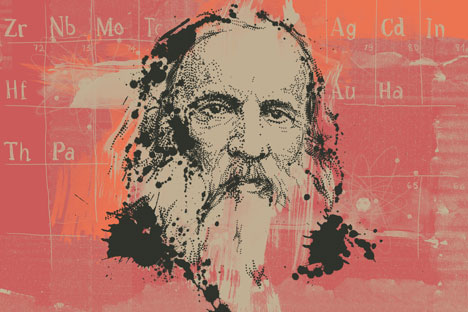 Zr Nb Mo Tc Ag Cd In
Hf Au Ha
Th Pa